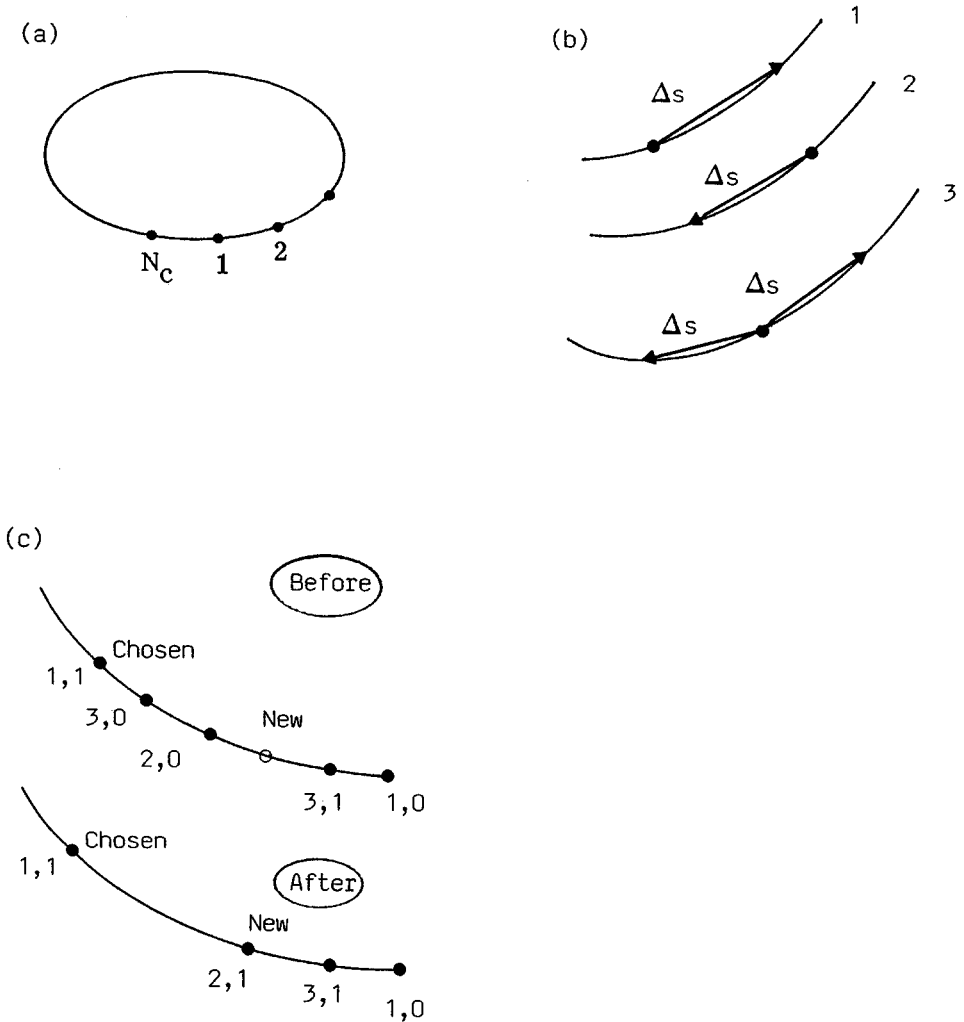 (a)
N_C 1 2
(b)
1
Δs
2
Δs
3
Δs
Δs
(c)
Before
Chosen
1,1
3,0
New
2,0
3,1
1,0
Chosen
1,1
After
New
2,1
3,1
1,0